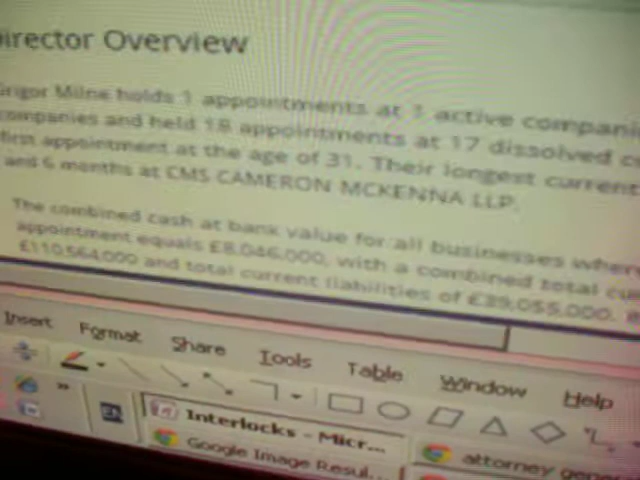 irector Overview
rigor Milne holds 1 appointments at 1 active compani
companies and held 18 appointments at 17 dissolved c
first appointment at the age of 31. Their longest current
and 6 months at CMS CAMERON MCKENNA LLP.
The combined cash at bank value for all businesses where
appointment equals £8,046,000, with a combined total cu
£110,564,000 and total current liabilities of £39,055,000.
Insert Format Share Tools Table Window Help
EN Interlocks - Micr...
Google Image Resul... attorney gener